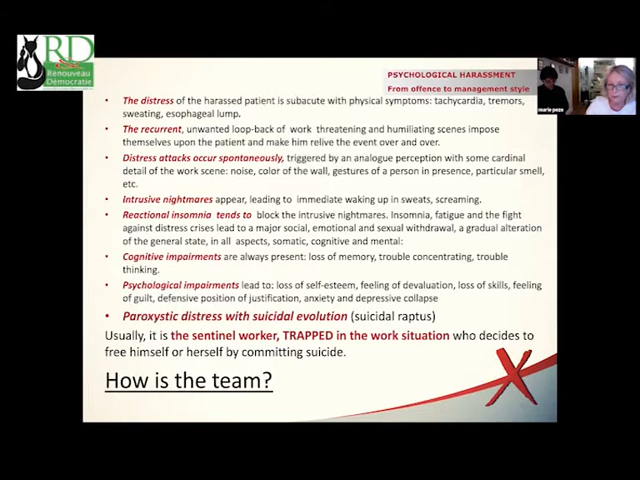 RD
Renouveau
Démocratie
PSYCHOLOGICAL HARASSMENT
From offence to management style
marie peze
• The distress of the harassed patient is subacute with physical symptoms: tachycardia, tremors,
sweating, esophageal lump.
• The recurrent, unwanted loop-back of work threatening and humiliating scenes impose
themselves upon the patient and make him relive the event over and over.
• Distress attacks occur spontaneously, triggered by an analogue perception with some cardinal
detail of the work scene: noise, color of the wall, gestures of a person in presence, particular smell,
etc.
• Intrusive nightmares appear, leading to immediate waking up in sweats, screaming.
• Reactional insomnia tends to block the intrusive nightmares. Insomnia, fatigue and the fight
against distress crises lead to a major social, emotional and sexual withdrawal, a gradual alteration
of the general state, in all aspects, somatic, cognitive and mental:
• Cognitive impairments are always present: loss of memory, trouble concentrating, trouble
thinking.
• Psychological impairments lead to: loss of self-esteem, feeling of devaluation, loss of skills, feeling
of guilt, defensive position of justification, anxiety and depressive collapse
• Paroxystic distress with suicidal evolution (suicidal raptus)
Usually, it is the sentinel worker, TRAPPED in the work situation who decides to
free himself or herself by committing suicide.
How is the team?